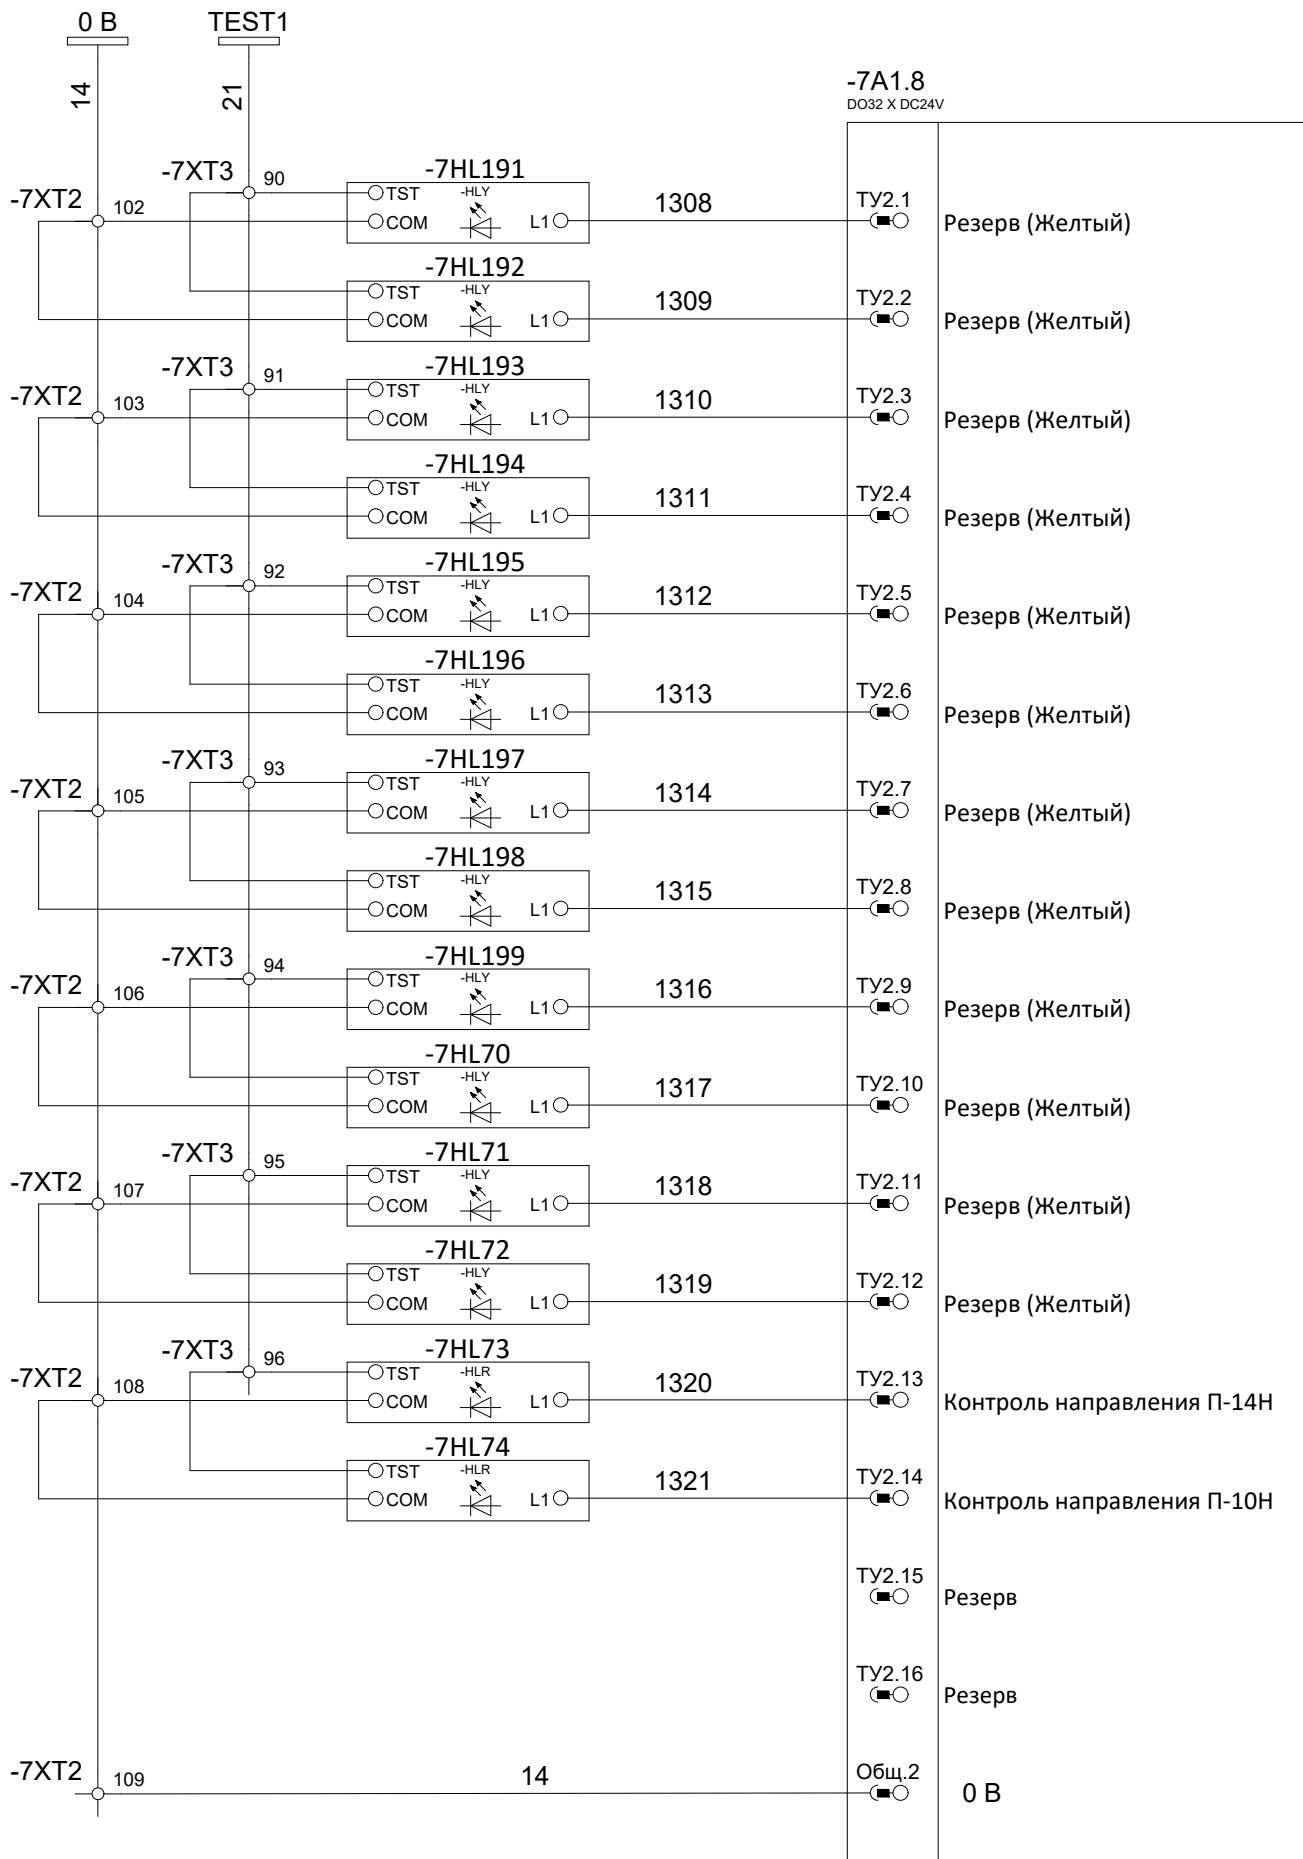 0 В
TEST1
14
21
-7A1.8
DO32 X DC24V
-7XT3
90
-7HL191
-7XT2
102
TST
-HLY
COM
L1
1308
ТУ2.1
Резерв (Желтый)
-7HL192
TST
-HLY
COM
L1
1309
ТУ2.2
Резерв (Желтый)
-7XT3
91
-7HL193
-7XT2
103
TST
-HLY
COM
L1
1310
ТУ2.3
Резерв (Желтый)
-7HL194
TST
-HLY
COM
L1
1311
ТУ2.4
Резерв (Желтый)
-7XT3
92
-7HL195
-7XT2
104
TST
-HLY
COM
L1
1312
ТУ2.5
Резерв (Желтый)
-7HL196
TST
-HLY
COM
L1
1313
ТУ2.6
Резерв (Желтый)
-7XT3
93
-7HL197
-7XT2
105
TST
-HLY
COM
L1
1314
ТУ2.7
Резерв (Желтый)
-7HL198
TST
-HLY
COM
L1
1315
ТУ2.8
Резерв (Желтый)
-7XT3
94
-7HL199
-7XT2
106
TST
-HLY
COM
L1
1316
ТУ2.9
Резерв (Желтый)
-7HL70
TST
-HLY
COM
L1
1317
ТУ2.10
Резерв (Желтый)
-7XT3
95
-7HL71
-7XT2
107
TST
-HLY
COM
L1
1318
ТУ2.11
Резерв (Желтый)
-7HL72
TST
-HLY
COM
L1
1319
ТУ2.12
Резерв (Желтый)
-7XT3
96
-7HL73
-7XT2
108
TST
-HLR
COM
L1
1320
ТУ2.13
Контроль направления П-14Н
-7HL74
TST
-HLR
COM
L1
1321
ТУ2.14
Контроль направления П-10Н
ТУ2.15
Резерв
ТУ2.16
Резерв
-7XT2
109
14
Общ.2
0 В